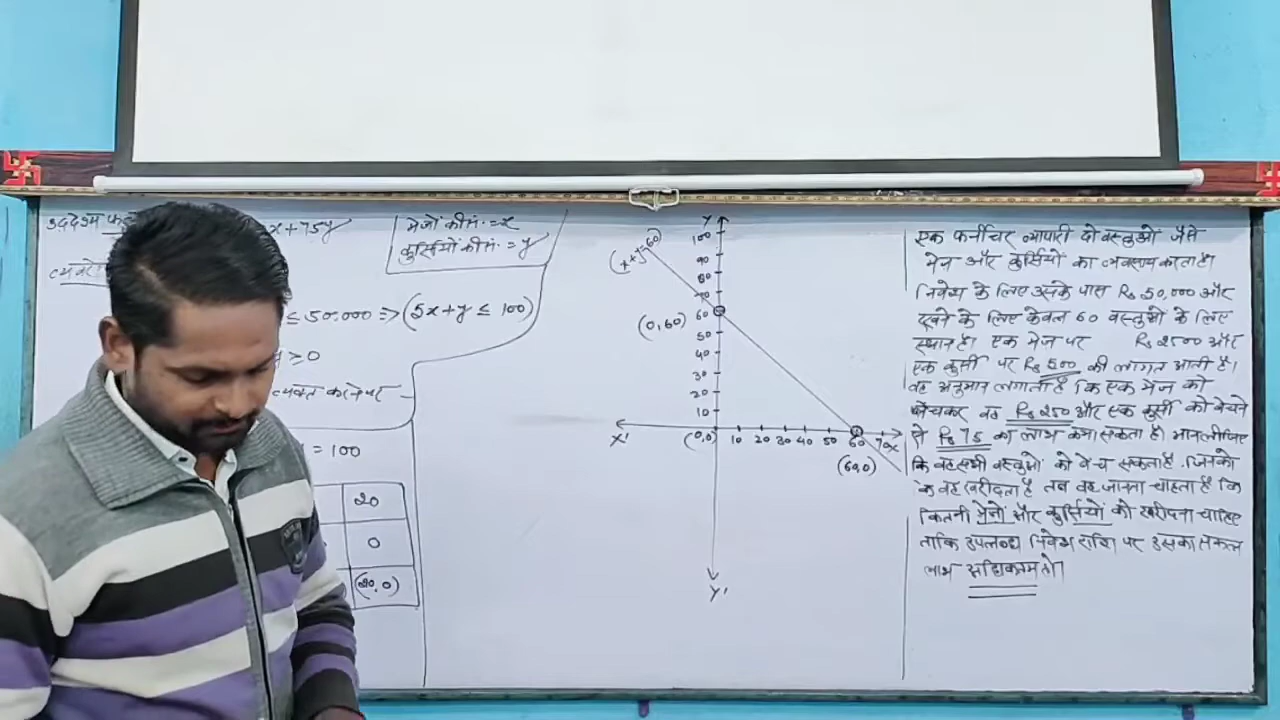 उद्देश्य
x+75y
मेजों की सं. = x
कुर्सियों की सं. = y
≤ 50,000 ⇒ (5x+y ≤ 100)
≥ 0
व्यक्त करने पर -
= 100
20
0
(20, 0)
Y
100
90
80
70
60
50
40
30
20
10
(x+y=60)
(0,60)
X'
(0,0)
10 20 30 40 50 60 70 X
(60,0)
Y'
एक फर्नीचर व्यापारी दो वस्तुओं जैसे
मेज और कुर्सियों का व्यवसाय करता है।
निवेश के लिए उसके पास Rs 50,000 और
रखने के लिए केवल 60 वस्तुओं के लिए
स्थान है। एक मेज पर Rs 2500 और
एक कुर्सी पर Rs 500 की लागत आती है।
वह अनुमान लगाता है कि एक मेज को
बेचकर वह Rs 250 और एक कुर्सी को बेचने
से Rs 75 का लाभ कमा सकता है। मान लीजिए
कि वह सभी वस्तुओं को बेच सकता है जिनको
कि वह खरीदता है तब वह जानना चाहता है कि
कितनी मेजों और कुर्सियों को खरीदना चाहिए
ताकि उपलब्ध निवेश राशि पर उसका सकल
लाभ अधिकतम हो।